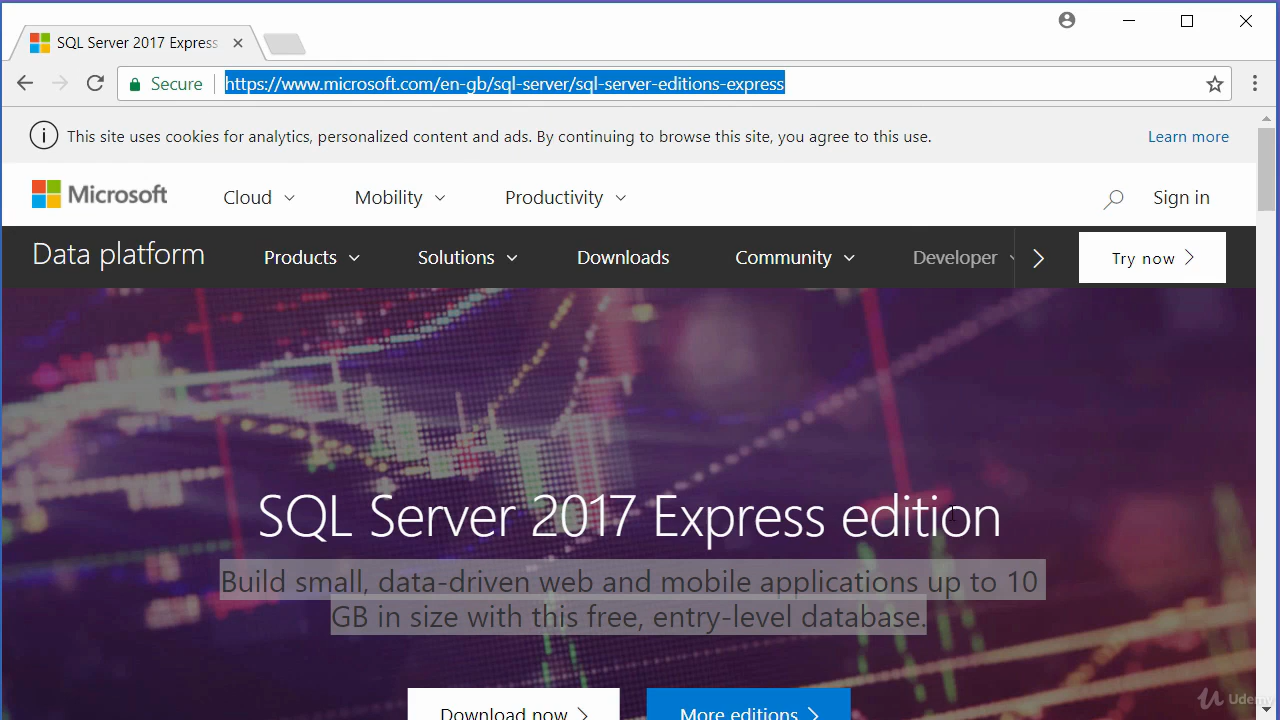 SQL Server 2017 Express
Secure
https://www.microsoft.com/en-gb/sql-server/sql-server-editions-express
This site uses cookies for analytics, personalized content and ads. By continuing to browse this site, you agree to this use.
Learn more
Microsoft
Cloud
Mobility
Productivity
Sign in
Data platform
Products
Solutions
Downloads
Community
Developer
Try now
SQL Server 2017 Express edition
Build small, data-driven web and mobile applications up to 10
GB in size with this free, entry-level database.
Download now
More editions
Udemy